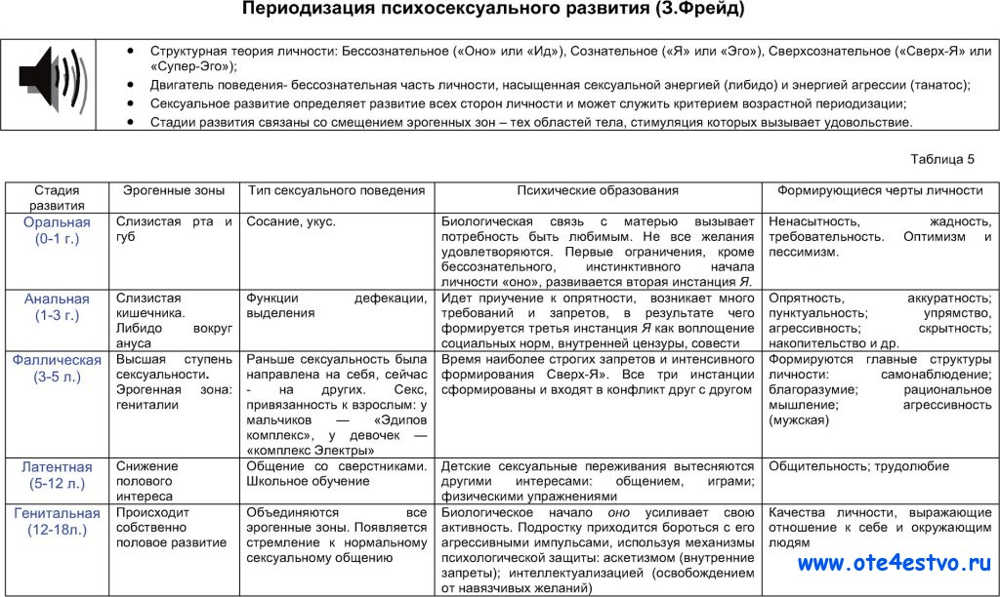 Периодизация психосексуального развития (З.Фрейд)
• Структурная теория личности: Бессознательное («Оно» или «Ид»), Сознательное («Я» или «Эго»), Сверхсознательное («Сверх-Я» или
«Супер-Эго»);
• Двигатель поведения- бессознательная часть личности, насыщенная сексуальной энергией (либидо) и энергией агрессии (танатос);
• Сексуальное развитие определяет развитие всех сторон личности и может служить критерием возрастной периодизации;
• Стадии развития связаны со смещением эрогенных зон – тех областей тела, стимуляция которых вызывает удовольствие.
Таблица 5
Стадия
развития
Эрогенные зоны
Тип сексуального поведения
Психические образования
Формирующиеся черты личности
Оральная
(0-1 г.)
Слизистая рта и
губ
Сосание, укус.
Биологическая связь с матерью вызывает
потребность быть любимым. Не все желания
удовлетворяются. Первые ограничения, кроме
бессознательного, инстинктивного начала
личности «оно», развивается вторая инстанция Я.
Ненасытность, жадность,
требовательность. Оптимизм и
пессимизм.
Анальная
(1-3 г.)
Слизистая
кишечника.
Либидо вокруг
ануса
Функции дефекации,
выделения
Идет приучение к опрятности, возникает много
требований и запретов, в результате чего
формируется третья инстанция Я как воплощение
социальных норм, внутренней цензуры, совести
Опрятность, аккуратность;
пунктуальность; упрямство,
агрессивность; скрытность;
накопительство и др.
Фаллическая
(3-5 л.)
Высшая ступень
сексуальности.
Эрогенная зона:
гениталии
Раньше сексуальность была
направлена на себя, сейчас
- на других. Секс,
привязанность к взрослым: у
мальчиков — «Эдипов
комплекс», у девочек —
«комплекс Электры»
Время наиболее строгих запретов и интенсивного
формирования Сверх-Я». Все три инстанции
сформированы и входят в конфликт друг с другом
Формируются главные структуры
личности: самонаблюдение;
благоразумие; рациональное
мышление; агрессивность
(мужская)
Латентная
(5-12 л.)
Снижение
полового
интереса
Общение со сверстниками.
Школьное обучение
Детские сексуальные переживания вытесняются
другими интересами: общением, играми;
физическими упражнениями
Общительность; трудолюбие
Генитальная
(12-18л.)
Происходит
собственно
половое развитие
Объединяются все
эрогенные зоны. Появляется
стремление к нормальному
сексуальному общению
Биологическое начало оно усиливает свою
активность. Подростку приходится бороться с его
агрессивными импульсами, используя механизмы
психологической защиты: аскетизмом (внутренние
запреты); интеллектуализацией (освобождением
от навязчивых желаний)
Качества личности, выражающие
отношение к себе и окружающим
людям
www.ote4estvo.ru